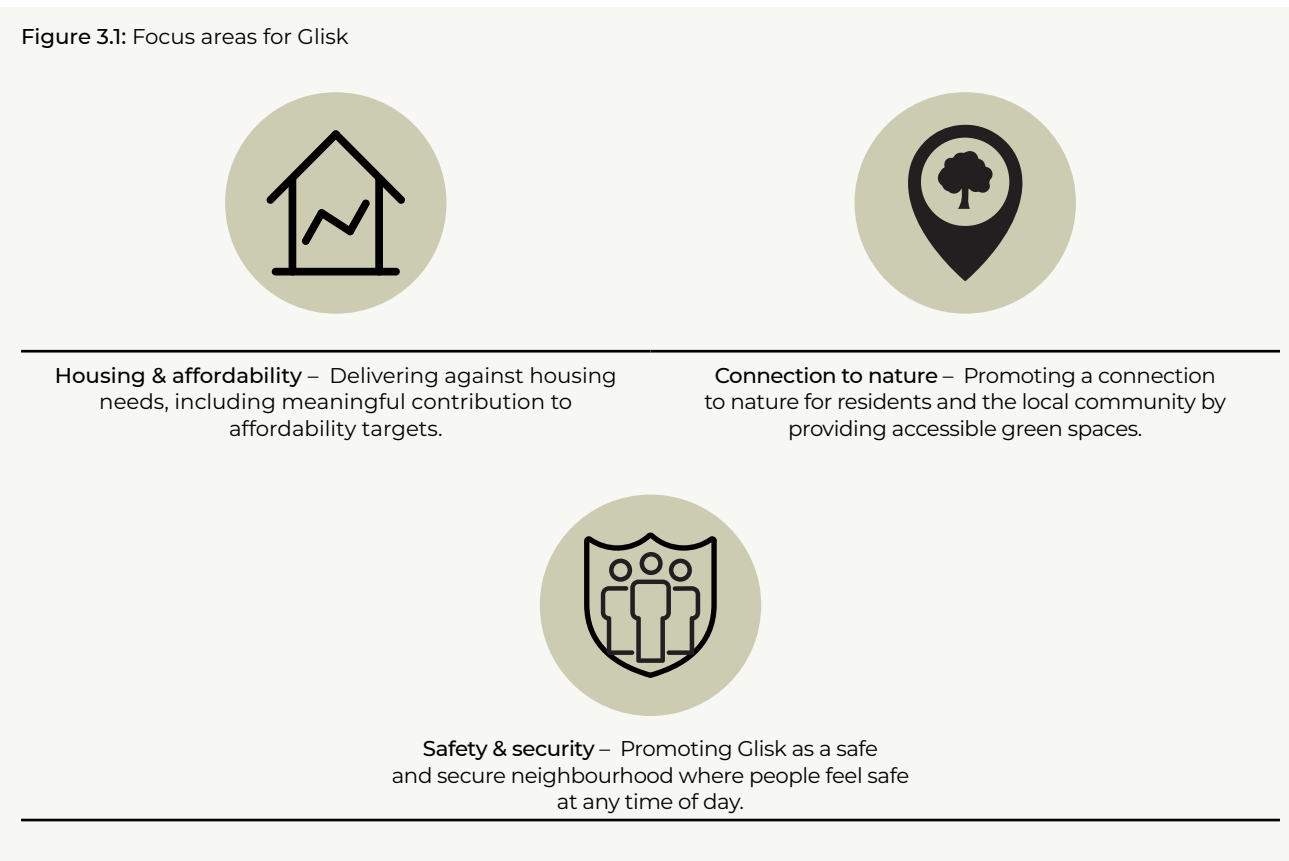 Figure 3.1: Focus areas for Glisk
Housing & affordability – Delivering against housing
needs, including meaningful contribution to
affordability targets.
Connection to nature – Promoting a connection
to nature for residents and the local community by
providing accessible green spaces.
Safety & security – Promoting Glisk as a safe
and secure neighbourhood where people feel safe
at any time of day.